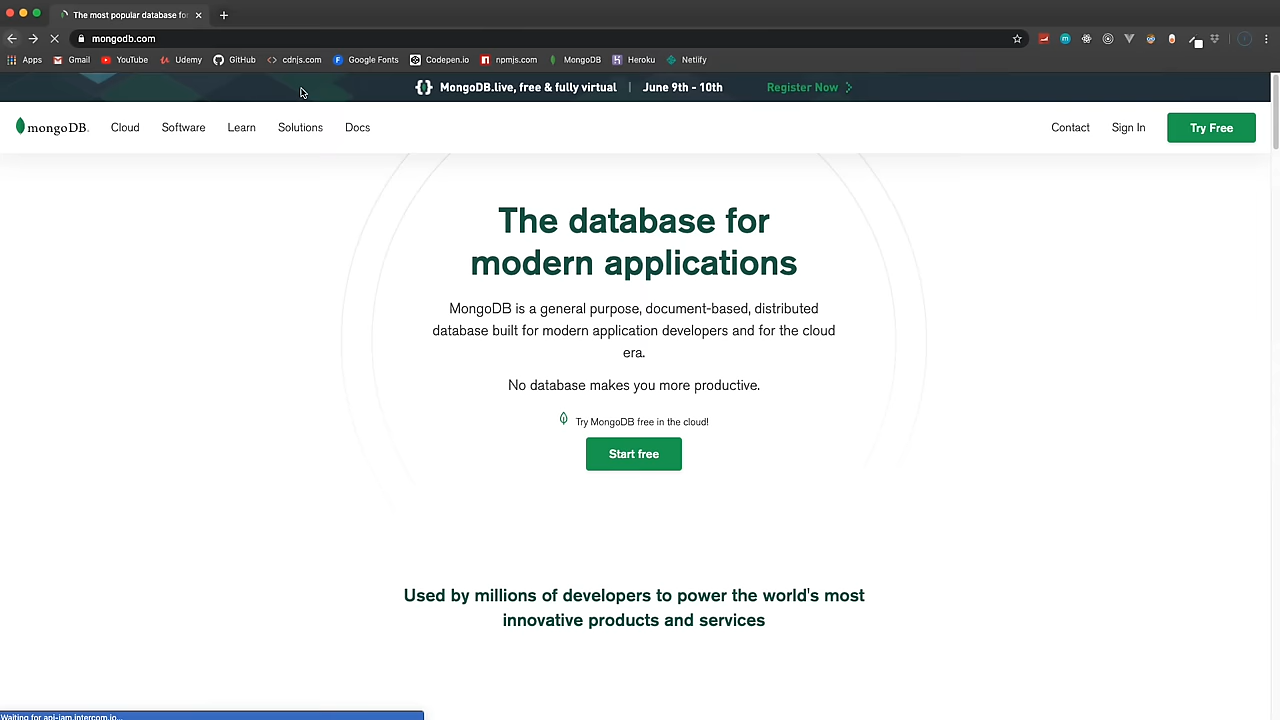 The most popular database for
mongodb.com
Apps Gmail YouTube Udemy GitHub cdnjs.com Google Fonts Codepen.io npmjs.com MongoDB Heroku Netlify
MongoDB.live, free & fully virtual | June 9th - 10th Register Now
mongoDB. Cloud Software Learn Solutions Docs Contact Sign In Try Free
The database for
modern applications
MongoDB is a general purpose, document-based, distributed
database built for modern application developers and for the cloud
era.
No database makes you more productive.
Try MongoDB free in the cloud!
Start free
Used by millions of developers to power the world's most
innovative products and services
Waiting for api-iam.intercom.io...